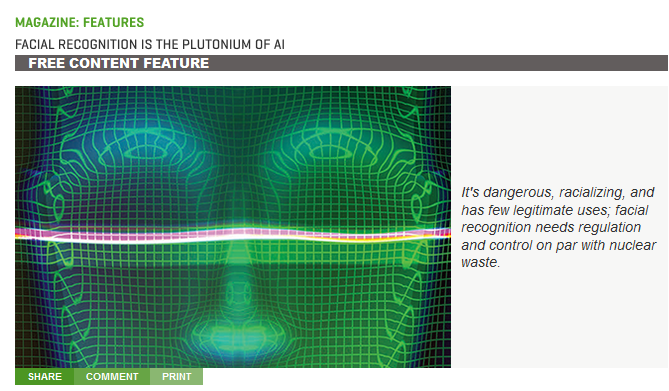 MAGAZINE: FEATURES
FACIAL RECOGNITION IS THE PLUTONIUM OF AI
FREE CONTENT FEATURE
It's dangerous, racializing, and
has few legitimate uses; facial
recognition needs regulation
and control on par with nuclear
waste.
SHARE COMMENT PRINT